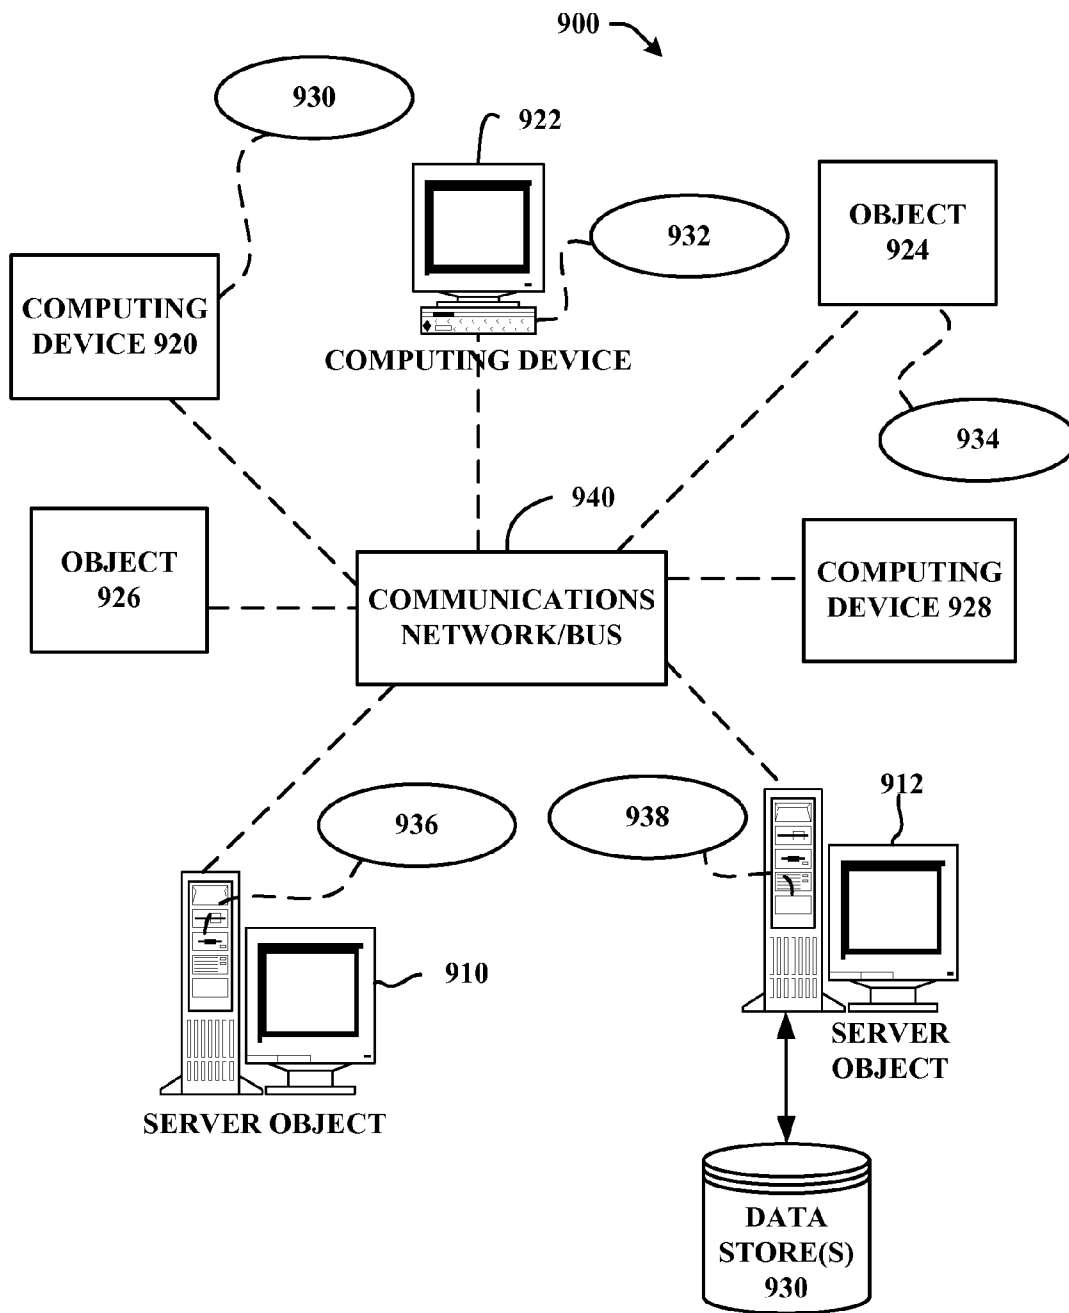 900
930
922
932
OBJECT
924
COMPUTING
DEVICE 920
COMPUTING DEVICE
934
940
OBJECT
926
COMMUNICATIONS
NETWORK/BUS
COMPUTING
DEVICE 928
936
938
912
910
SERVER OBJECT
SERVER
OBJECT
DATA
STORE(S)
930